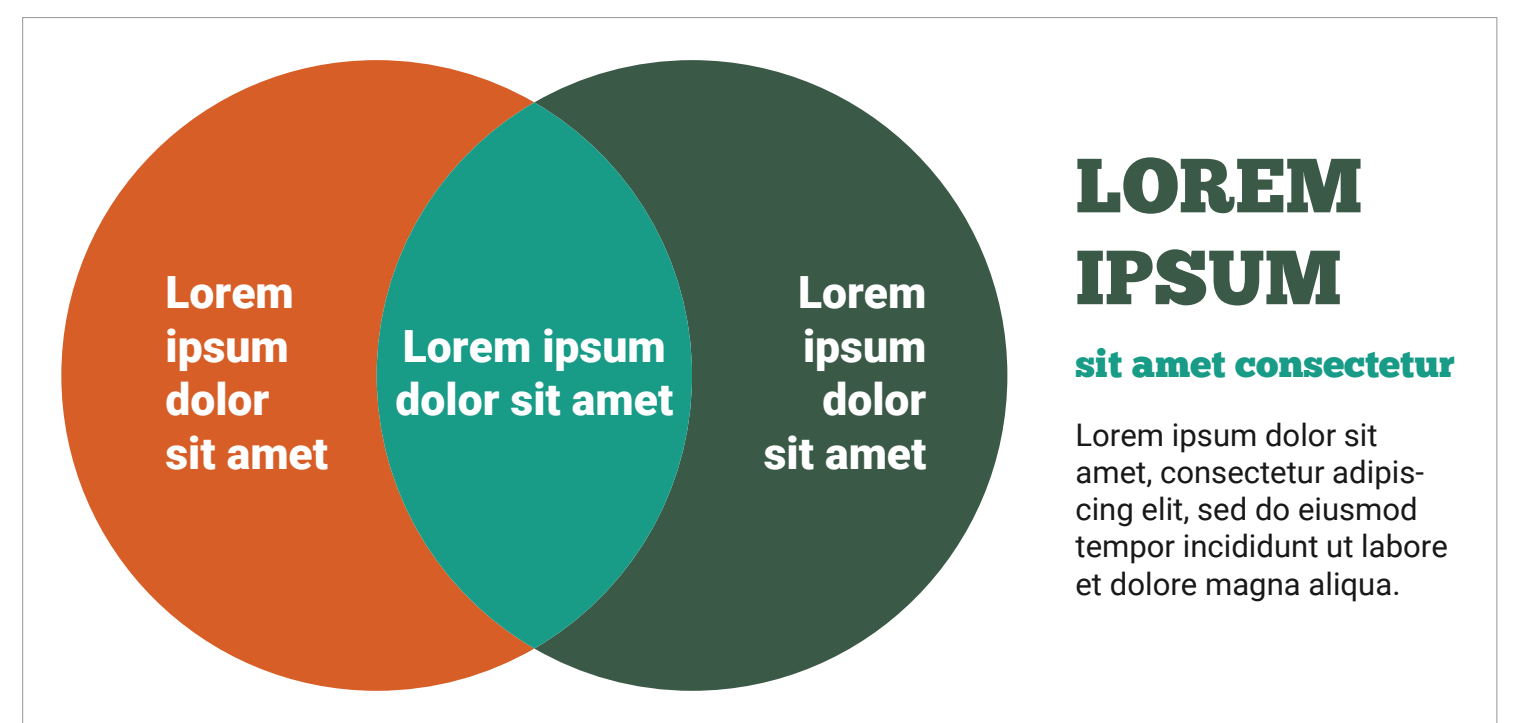 Lorem
ipsum
dolor
sit amet
Lorem ipsum
dolor sit amet
Lorem
ipsum
dolor
sit amet
LOREM
IPSUM
sit amet consectetur
Lorem ipsum dolor sit
amet, consectetur adipis-
cing elit, sed do eiusmod
tempor incididunt ut labore
et dolore magna aliqua.